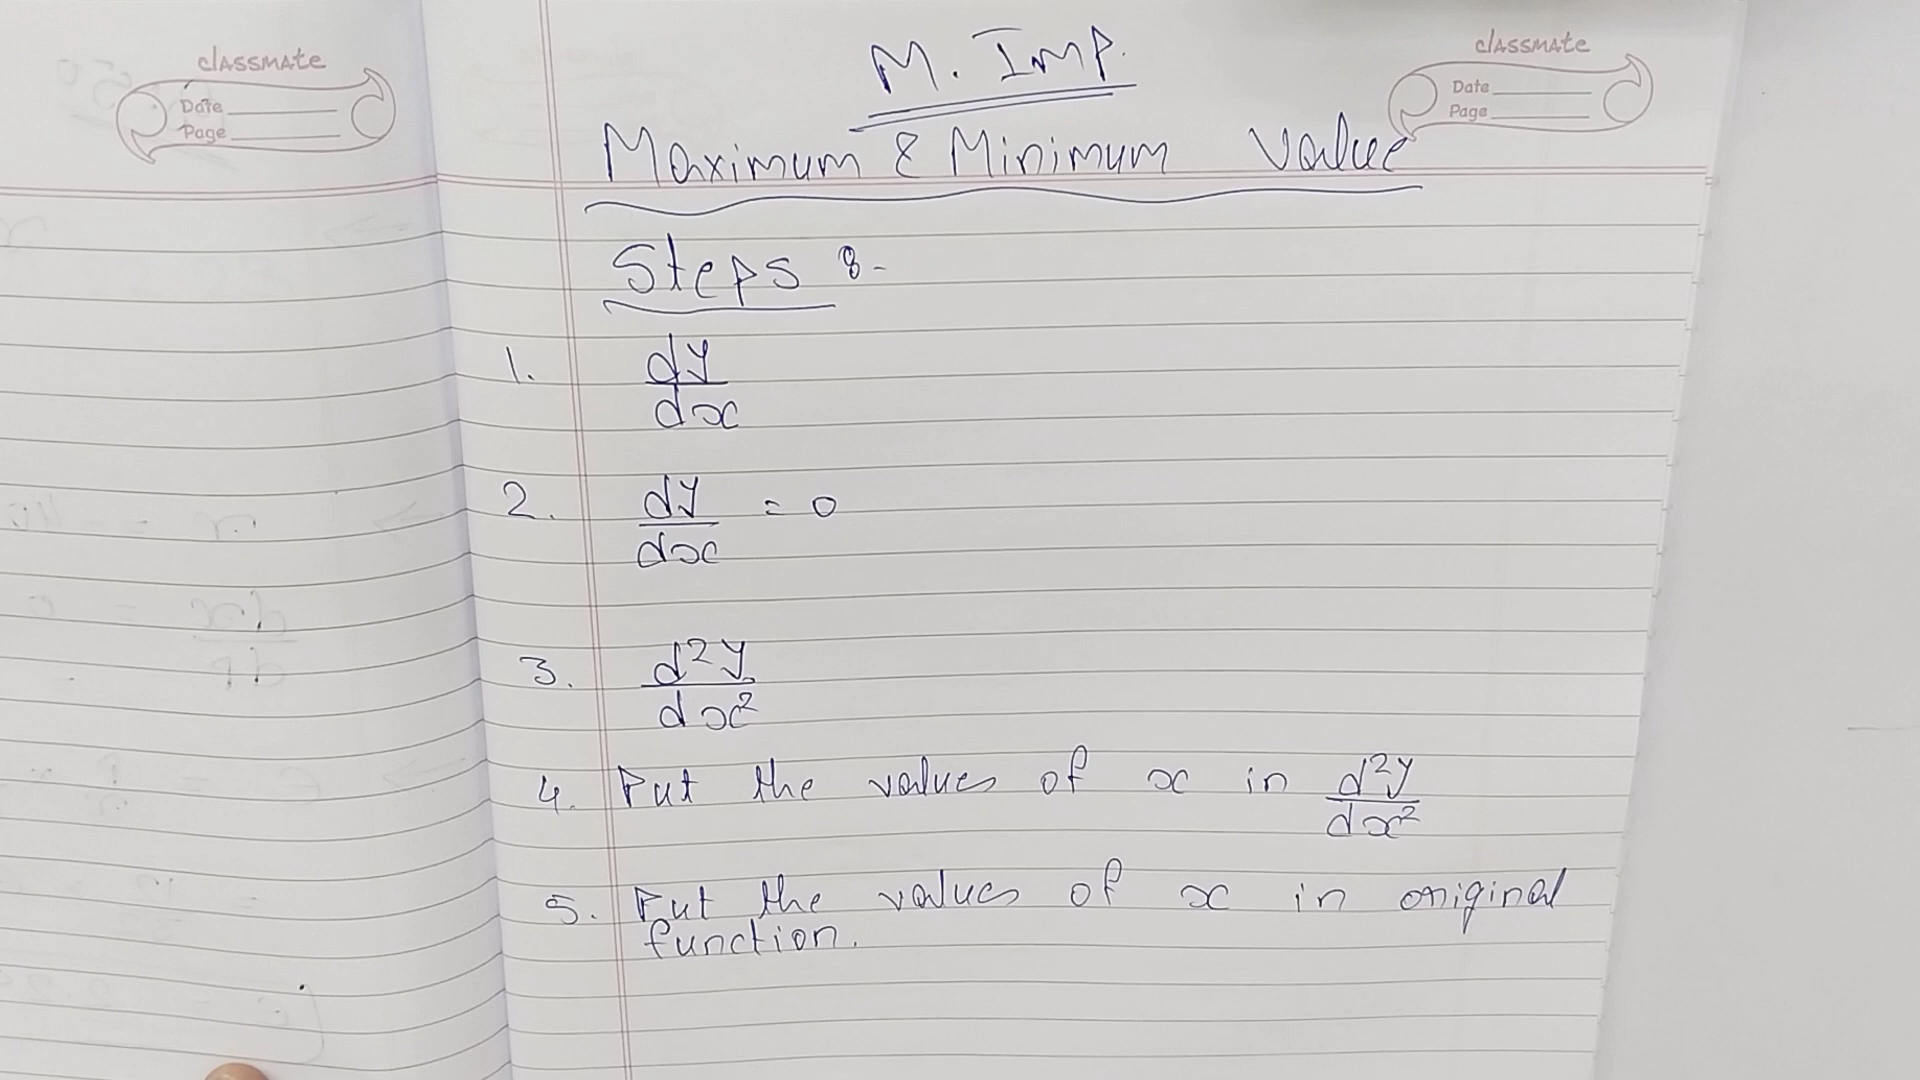 classmate
Date
Page
classmate
Date
Page
M. Imp.
Maximum & Minimum Value
Steps :-
1. dy/dx
2. dy/dx = 0
3. d²y/dx²
4. Put the values of x in d²y/dx²
5. Put the values of x in original
function.